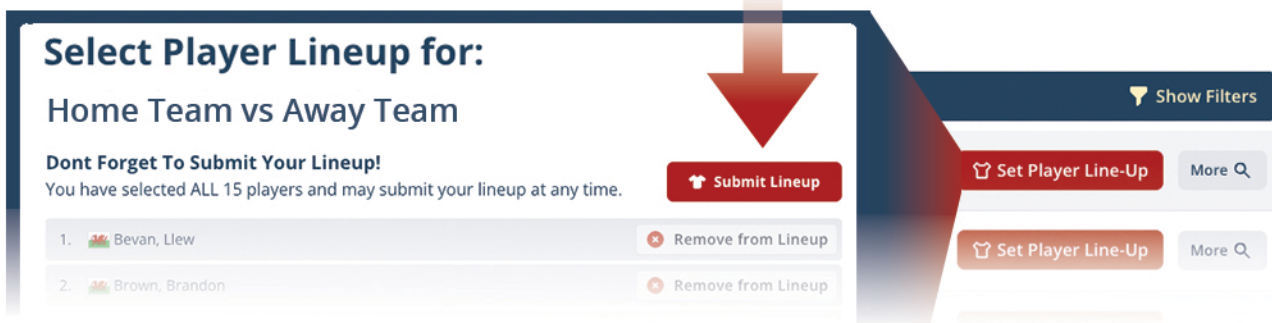 Select Player Lineup for:
Home Team vs Away Team
Dont Forget To Submit Your Lineup!
You have selected ALL 15 players and may submit your lineup at any time.
Submit Lineup
1. Bevan, Llew
Remove from Lineup
2. Brown, Brandon
Remove from Lineup
Show Filters
Set Player Line-Up
More
Set Player Line-Up
More